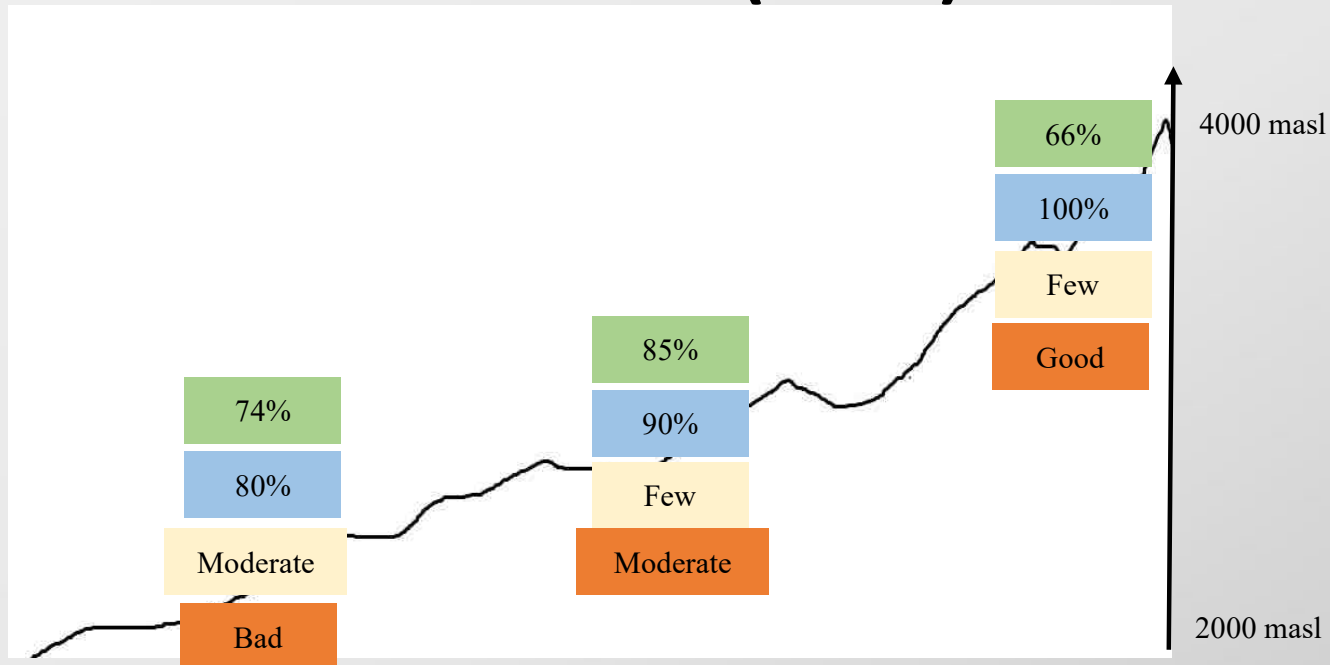 4000 masl
66%
100%
Few
Good
85%
90%
Few
Moderate
74%
80%
Moderate
Bad
2000 masl